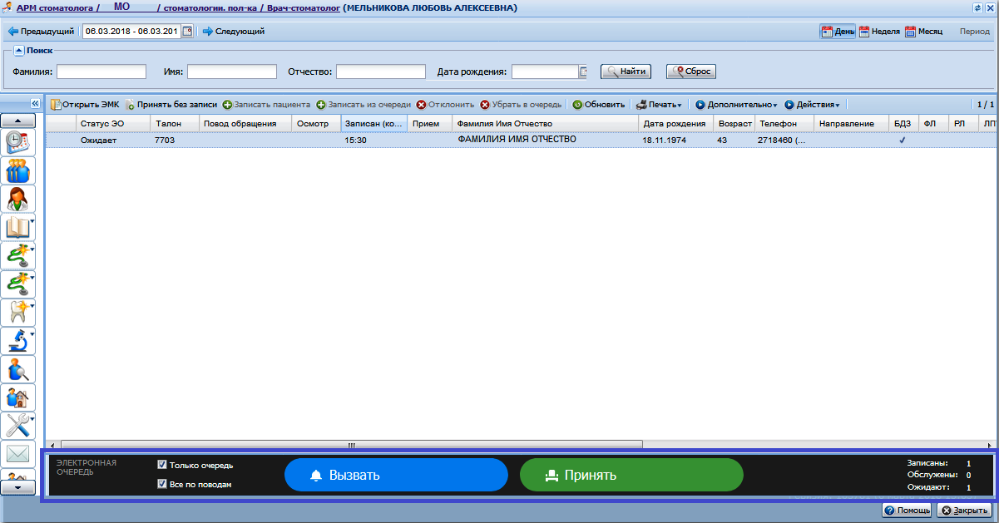 АРМ стоматолога / МО / стоматологии. пол-ка / Врач-стоматолог (МЕЛЬНИКОВА ЛЮБОВЬ АЛЕКСЕЕВНА)
Предыдущий 06.03.2018 - 06.03.201 Следующий День Неделя Месяц Период
Поиск
Фамилия: Имя: Отчество: Дата рождения: Найти Сброс
Открыть ЭМК Принять без записи Записать пациента Записать из очереди Отклонить Убрать в очередь Обновить Печать Дополнительно Действия 1 / 1
Статус ЭО Талон Повод обращения Осмотр Записан (ко... Прием Фамилия Имя Отчество Дата рождения Возраст Телефон Направление БДЗ ФЛ РЛ ЛПУ
Ожидает 7703 15:30 ФАМИЛИЯ ИМЯ ОТЧЕСТВО 18.11.1974 43 2718460 (...
ЭЛЕКТРОННАЯ
ОЧЕРЕДЬ
Только очередь
Все по поводам
Вызвать
Принять
Записаны: 1
Обслужены: 0
Ожидают: 1
Помощь Закрыть